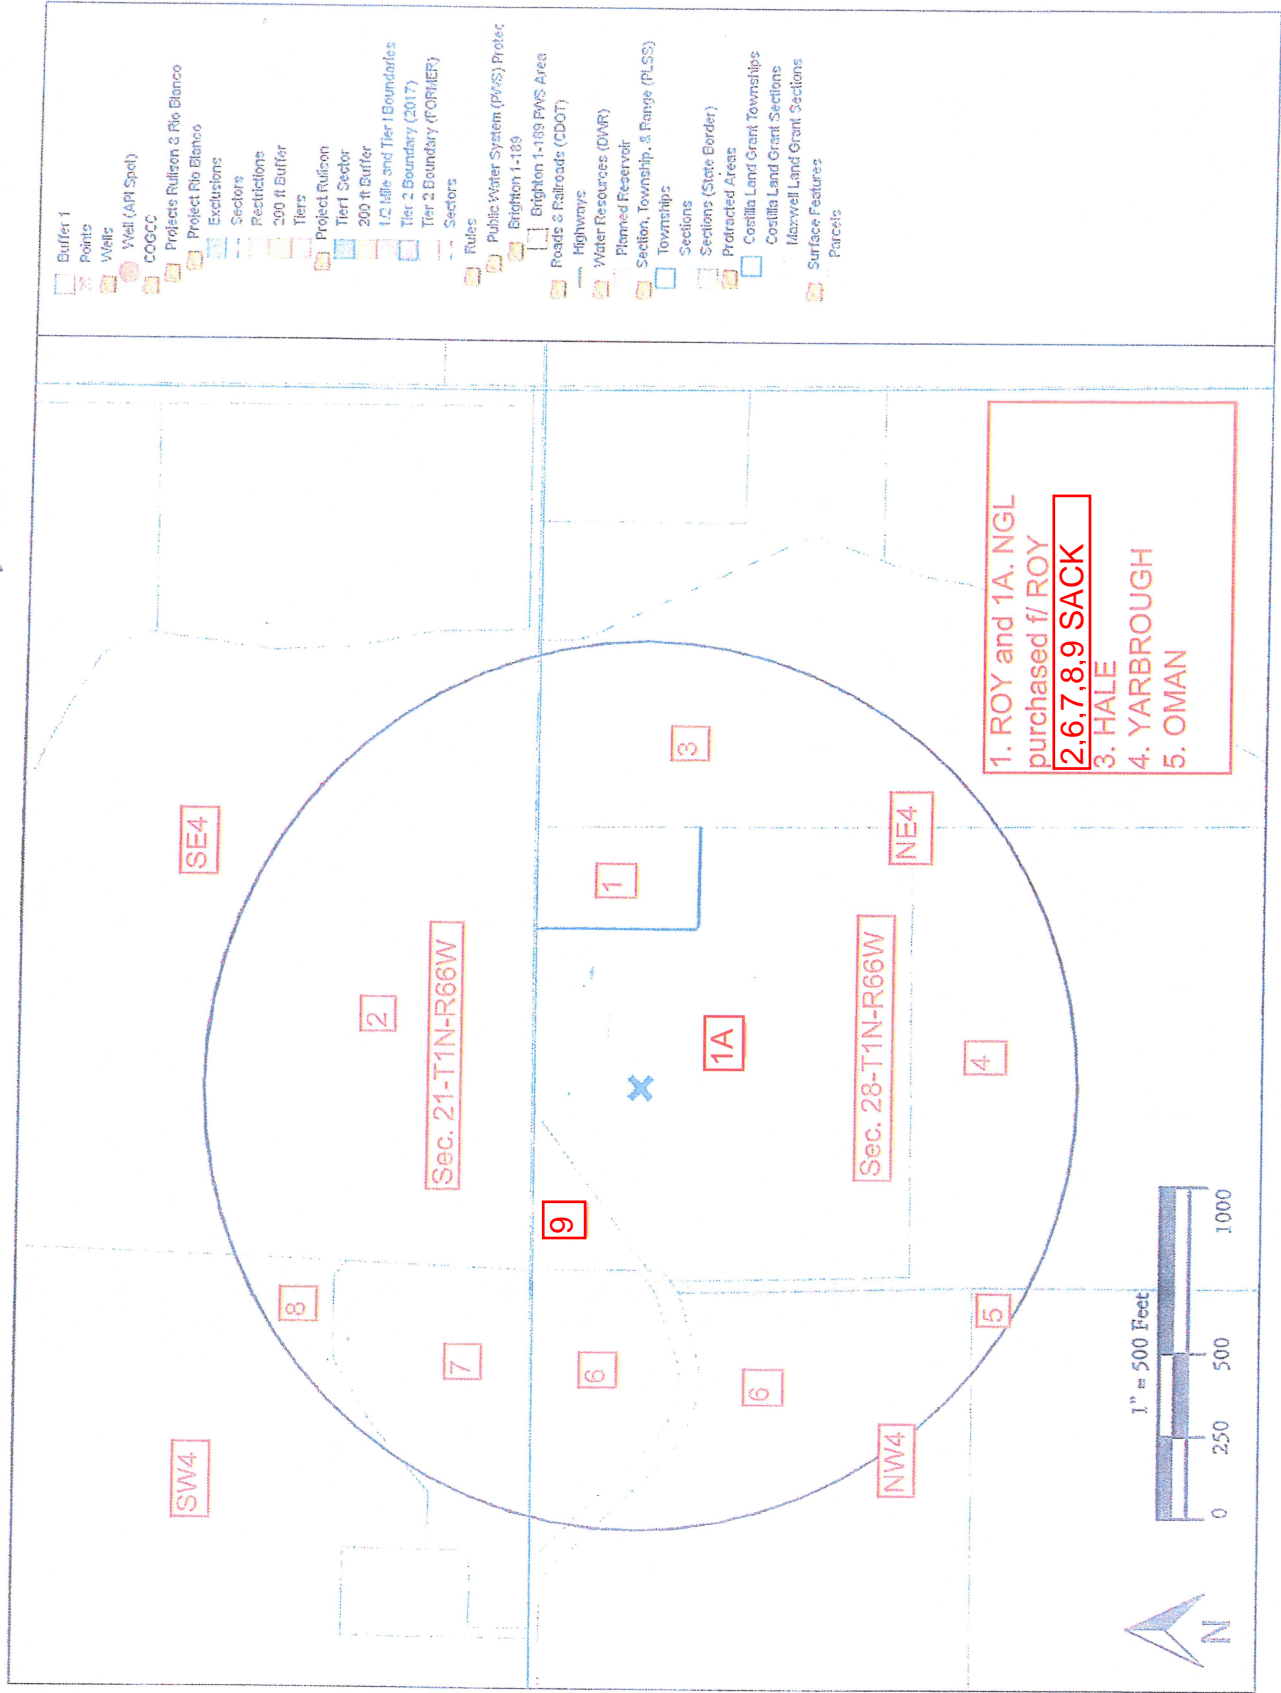 Buffer 1
Points
Wells
Well (API Spot)
COGCC
Projects Rulison & Rio Blanco
Project Rio Blanco
Exclusions
Sectors
Restrictions
200 ft Buffer
Tiers
Project Rulison
Tier1 Sector
200 ft Buffer
1/2 Mile and Tier I Boundaries
Tier 2 Boundary (2017)
Tier 2 Boundary (FORMER)
Sectors
Rules
Public Water System (PWS) Protec
Brighton 1-189
Brighton 1-189 PWS Area
Roads & Railroads (CDOT)
Highways
Water Resources (DWR)
Planned Reservoir
Section, Township, & Range (PLSS)
Townships
Sections
Sections (State Border)
Protracted Areas
Costilla Land Grant Townships
Costilla Land Grant Sections
Maxwell Land Grant Sections
Surface Features
Parcels
SW4
SE4
8
2
7
Sec. 21-T1N-R66W
9
6
1
3
1A
6
NW4
Sec. 28-T1N-R66W
NE4
5
4
1. ROY and 1A. NGL
purchased f/ ROY
2,6,7,8,9 SACK
3. HALE
4. YARBROUGH
5. OMAN
1" = 500 Feet
0 250 500 1000
N